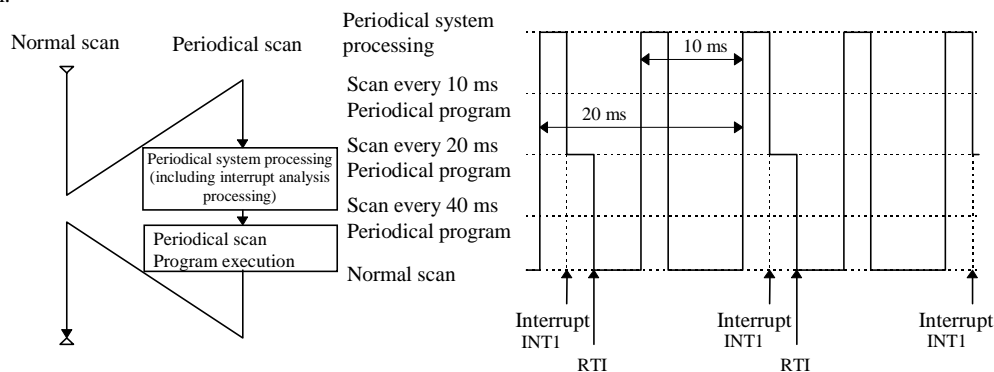 Normal scan
Periodical scan
Periodical system processing
(including interrupt analysis
processing)
Periodical scan
Program execution
Periodical system
processing
Scan every 10 ms
Periodical program
Scan every 20 ms
Periodical program
Scan every 40 ms
Periodical program
Normal scan
10 ms
20 ms
Interrupt
INT1
RTI
Interrupt
INT1
RTI
Interrupt
INT1